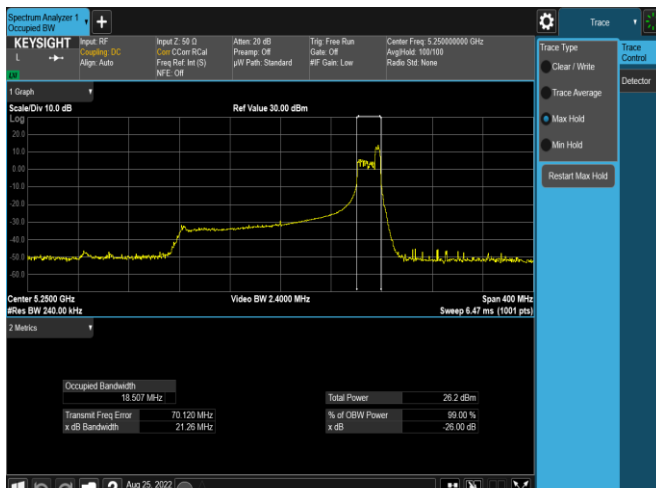 Spectrum Analyzer 1
Occupied BW
+
Trace
KEYSIGHT
L
Input: RF
Coupling: DC
Align: Auto
Input Z: 50 Ω
Corr CCorr RCal
Freq Ref: Int (S)
NFE: Off
Atten: 20 dB
Preamp: Off
µW Path: Standard
Trig: Free Run
Gate: Off
#IF Gain: Low
Center Freq: 5.250000000 GHz
Avg|Hold: 100/100
Radio Std: None
Trace Type
Clear / Write
Trace Average
Max Hold
Min Hold
Restart Max Hold
Trace
Control
Detector
1 Graph
Scale/Div 10.0 dB
Ref Value 30.00 dBm
Log
20.0
10.0
0.00
-10.0
-20.0
-30.0
-40.0
-50.0
-60.0
Center 5.2500 GHz
Video BW 2.4000 MHz
Span 400 MHz
#Res BW 240.00 kHz
Sweep 6.47 ms (1001 pts)
2 Metrics
Occupied Bandwidth
18.507 MHz
Total Power 26.2 dBm
Transmit Freq Error 70.120 MHz
% of OBW Power 99.00 %
x dB Bandwidth 21.26 MHz
x dB -26.00 dB
?
Aug 25, 2022